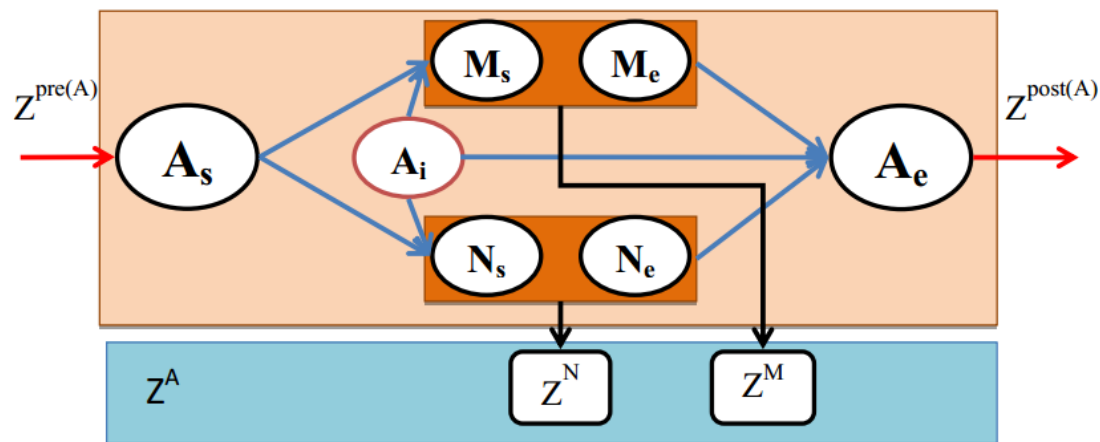 Z^pre(A)
M_s M_e
Z^post(A)
A_s A_i A_e
N_s N_e
Z^A
Z^N Z^M